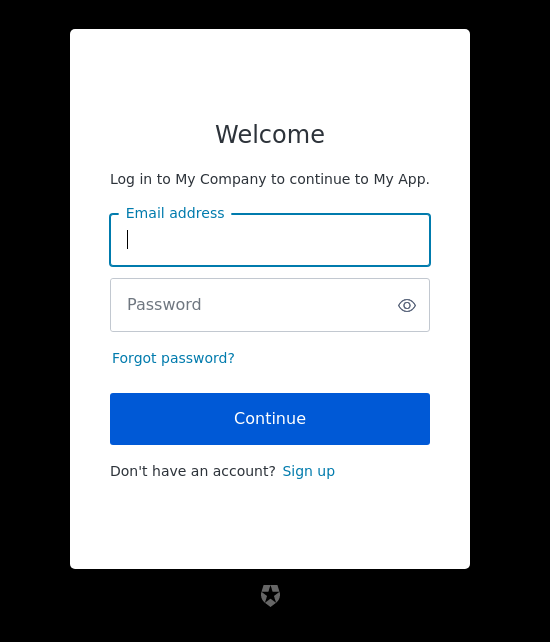 Welcome
Log in to My Company to continue to My App.
Email address
Password
Forgot password?
Continue
Don't have an account? Sign up